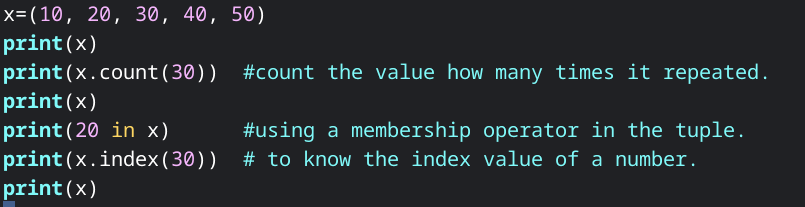 x=(10, 20, 30, 40, 50)
print(x)
print(x.count(30))  #count the value how many times it repeated.
print(x)
print(20 in x)      #using a membership operator in the tuple.
print(x.index(30))  # to know the index value of a number.
print(x)